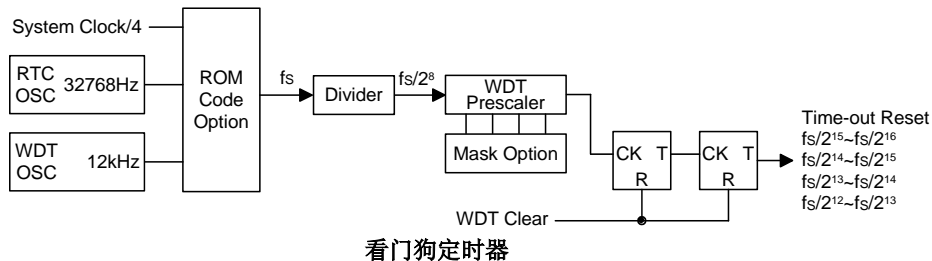 System Clock/4
RTC OSC 32768Hz
WDT OSC 12kHz
ROM
Code
Option
fS
Divider
fS/2⁸
WDT
Prescaler
Mask Option
CK T
R
CK T
R
WDT Clear
Time-out Reset
fS/2¹⁵~fS/2¹⁶
fS/2¹⁴~fS/2¹⁵
fS/2¹³~fS/2¹⁴
fS/2¹²~fS/2¹³
看门狗定时器